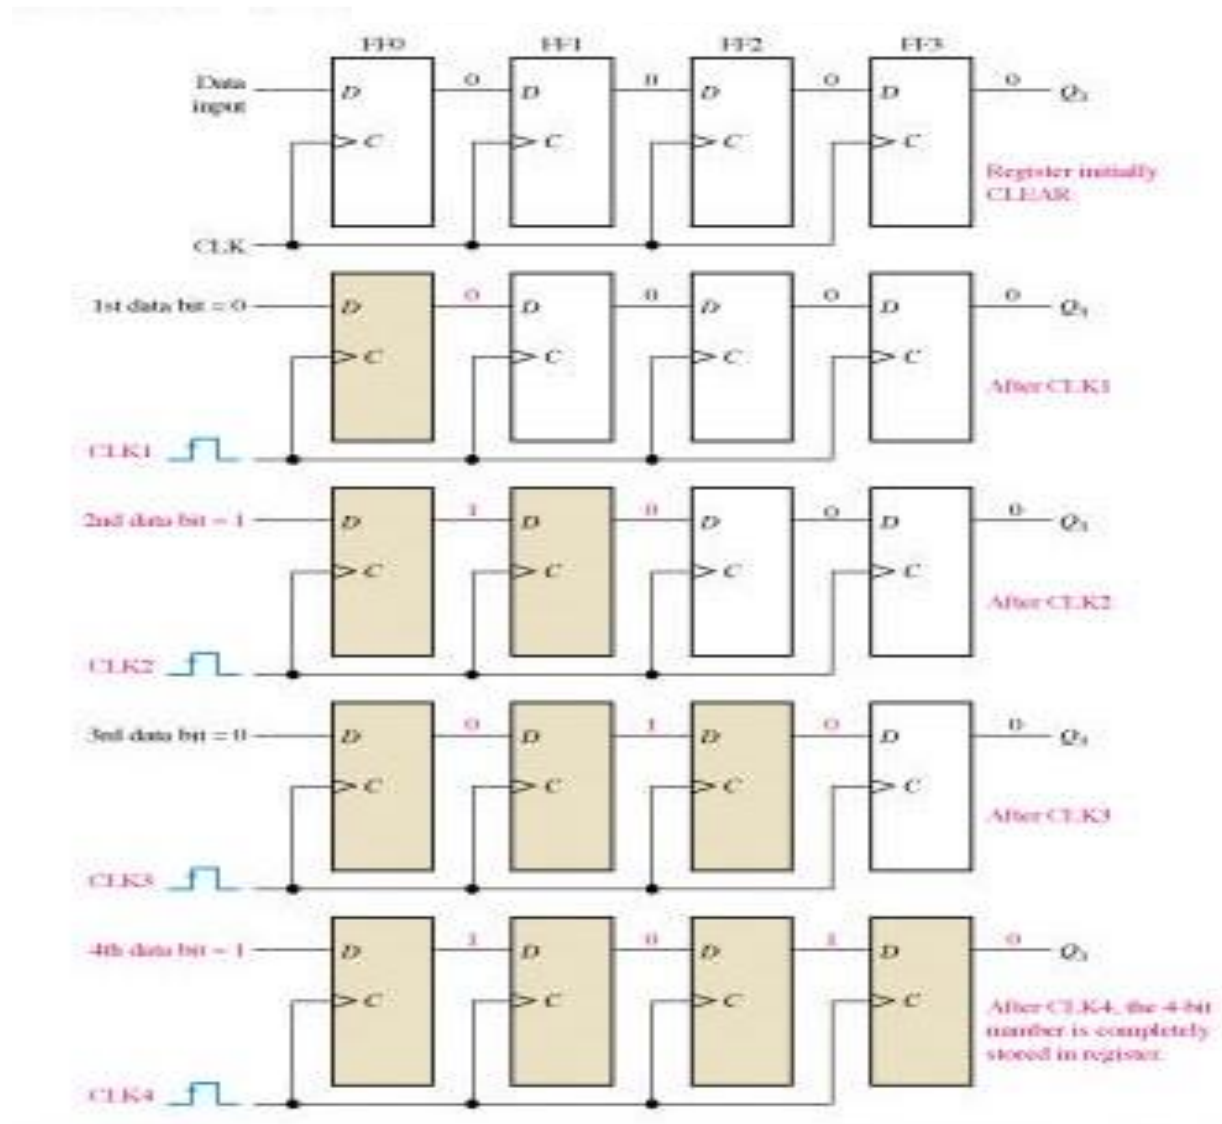 FF0 FF1 FF2 FF3
Data
input
D 0 D 0 D 0 D 0 Q3
C C C C
Register initially
CLEAR
CLK
1st data bit = 0 D 0 D 0 D 0 D 0 Q3
C C C C
After CLK1
CLK1
2nd data bit = 1 D 1 D 0 D 0 D 0 Q3
C C C C
After CLK2
CLK2
3rd data bit = 0 D 0 D 1 D 0 D 0 Q3
C C C C
After CLK3
CLK3
4th data bit = 1 D 1 D 0 D 1 D 0 Q3
C C C C
After CLK4, the 4-bit
number is completely
stored in register.
CLK4